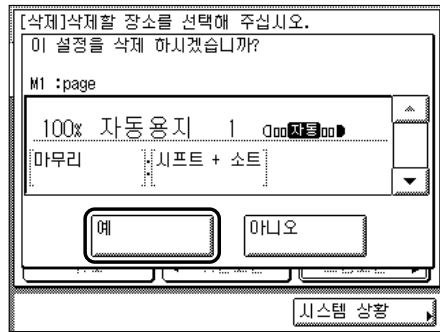 [삭제]삭제할 장소를 선택해 주십시오.
이 설정을 삭제 하시겠습니까?
M1 :page
100% 자동용지 1 자동
마무리 : 시프트 + 소트
예 아니오
시스템 상황